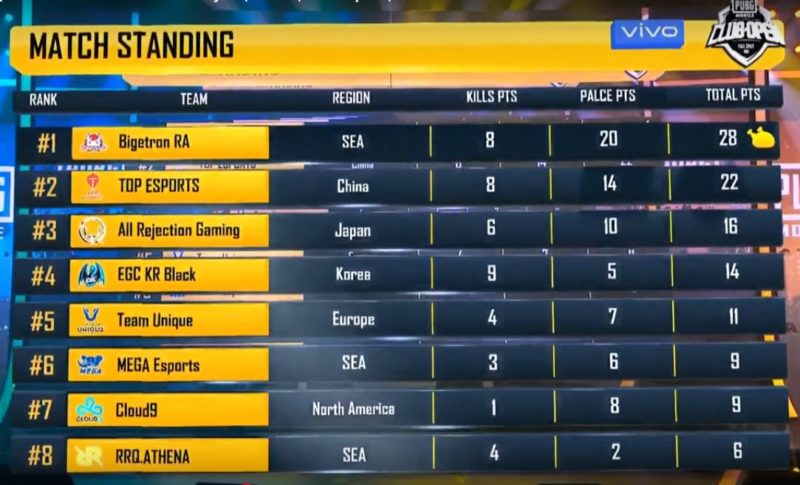 PUBG
MOBILE
CLUB OPEN
vivo
MATCH STANDING
RANK TEAM REGION KILLS PTS PALCE PTS TOTAL PTS
#1 Bigetron RA SEA 8 20 28
#2 TOP ESPORTS China 8 14 22
#3 All Rejection Gaming Japan 6 10 16
#4 EGC KR Black Korea 9 5 14
#5 UNIQUE Team Unique Europe 4 7 11
#6 MEGA MEGA Esports SEA 3 6 9
#7 CLOUD9 Cloud9 North America 1 8 9
#8 RRQ.ATHENA SEA 4 2 6